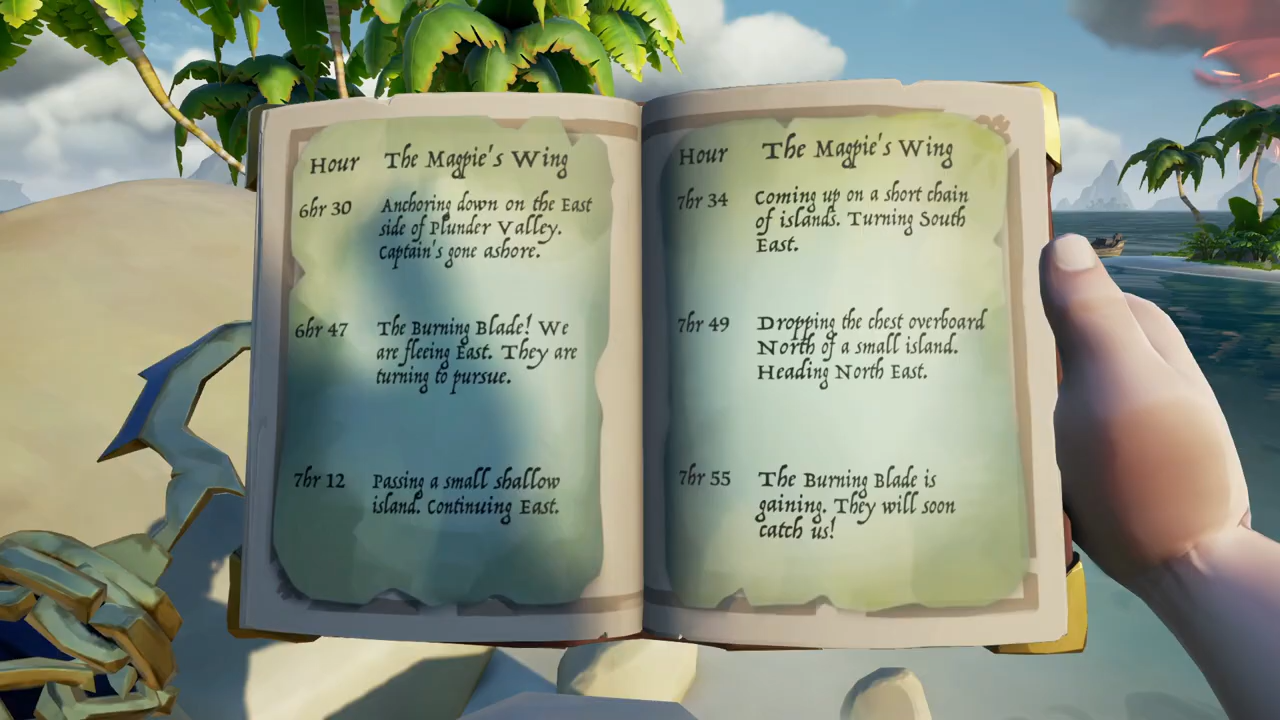 Hour The Magpie's Wing
6hr 30 Anchoring down on the East
side of Plunder Valley.
Captain's gone ashore.
6hr 47 The Burning Blade! We
are fleeing East. They are
turning to pursue.
7hr 12 Passing a small shallow
island. Continuing East.
Hour The Magpie's Wing
7hr 34 Coming up on a short chain
of islands. Turning South
East.
7hr 49 Dropping the chest overboard
North of a small island.
Heading North East.
7hr 55 The Burning Blade is
gaining. They will soon
catch us!